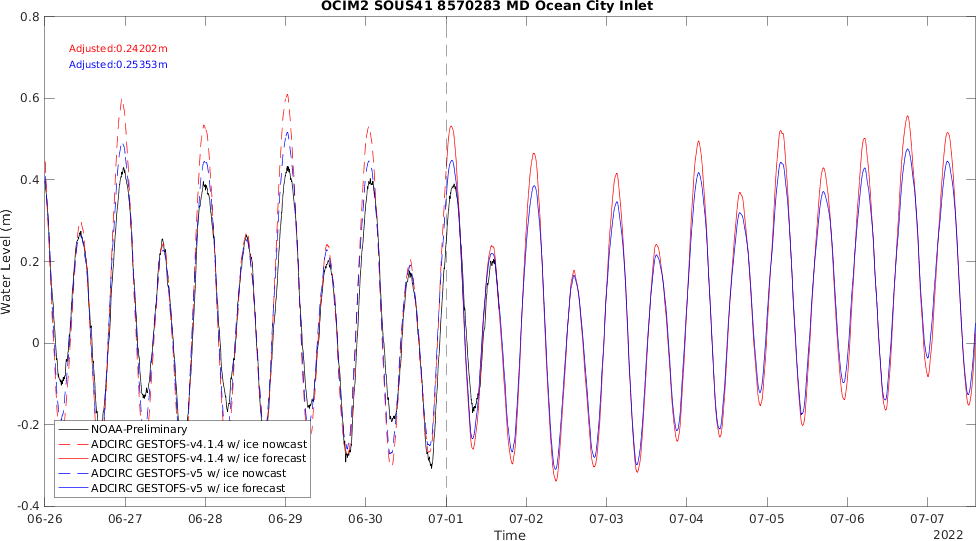 OCIM2 SOUS41 8570283 MD Ocean City Inlet
0.8
Adjusted:0.24202m
Adjusted:0.25353m
0.6
0.4
0.2
0
-0.2
-0.4
Water Level (m)
NOAA-Preliminary
ADCIRC GESTOFS-v4.1.4 w/ ice nowcast
ADCIRC GESTOFS-v4.1.4 w/ ice forecast
ADCIRC GESTOFS-v5 w/ ice nowcast
ADCIRC GESTOFS-v5 w/ ice forecast
06-26 06-27 06-28 06-29 06-30 07-01 07-02 07-03 07-04 07-05 07-06 07-07
Time
2022